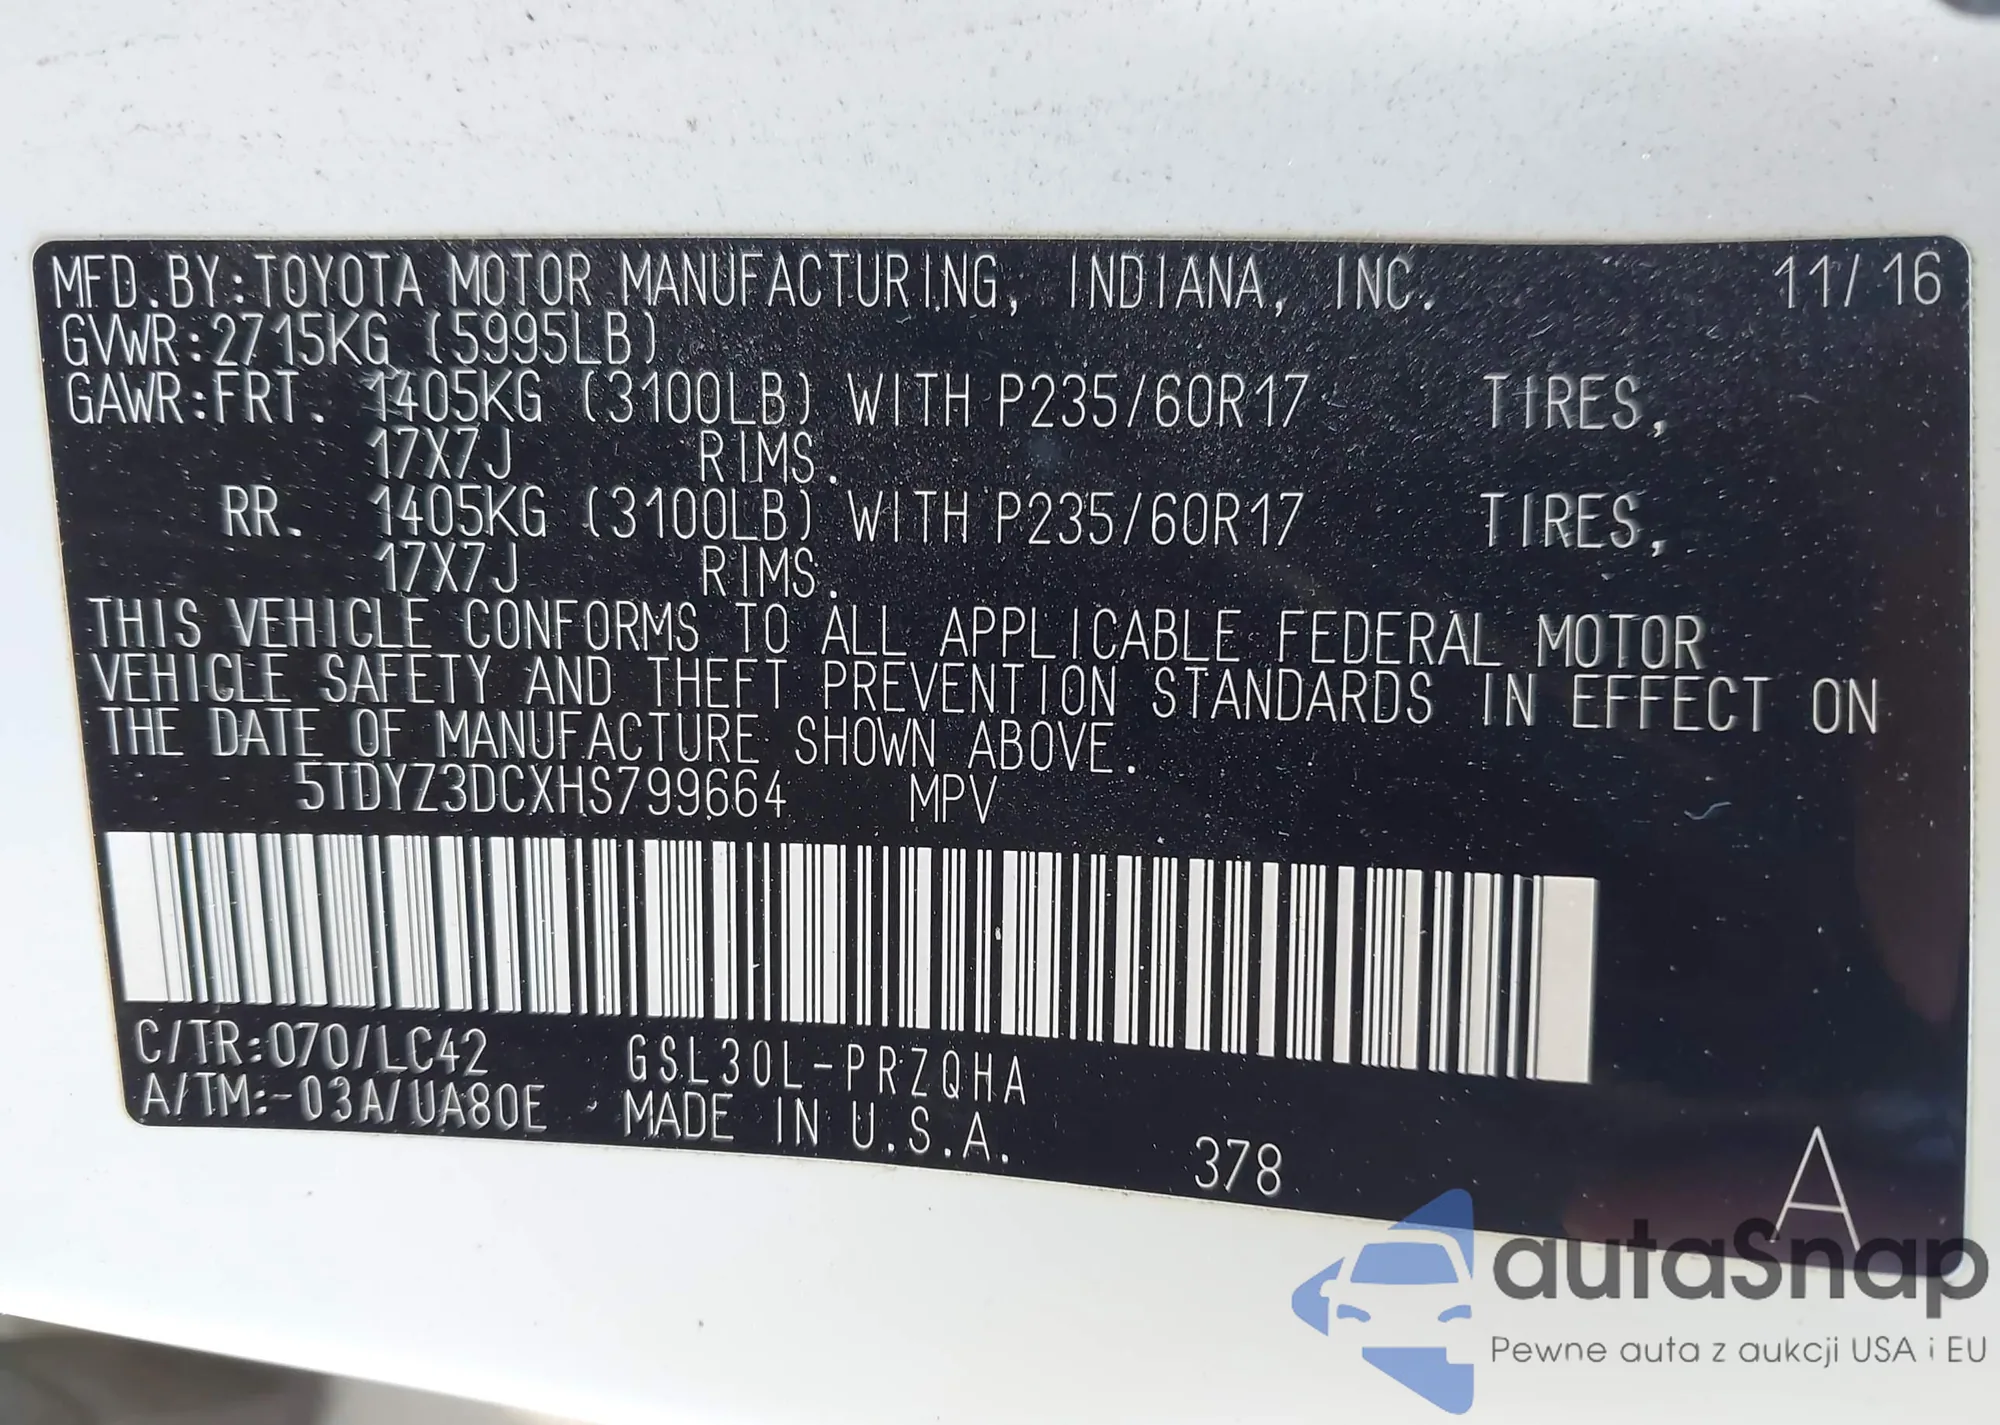 MFD.BY:TOYOTA MOTOR MANUFACTURING, INDIANA, INC. 11/16
GVWR:2715KG (5995LB)
GAWR:FRT. 1405KG (3100LB) WITH P235/60R17 TIRES,
17X7J RIMS.
RR. 1405KG (3100LB) WITH P235/60R17 TIRES,
17X7J RIMS.
THIS VEHICLE CONFORMS TO ALL APPLICABLE FEDERAL MOTOR
VEHICLE SAFETY AND THEFT PREVENTION STANDARDS IN EFFECT ON
THE DATE OF MANUFACTURE SHOWN ABOVE.
5TDYZ3DCXHS799664 MPV
C/TR:070/LC42 GSL30L-PRZQHA
A/TM:-03A/UA80E MADE IN U.S.A.
378
A
autaSnap
Pewne auta z aukcji USA i EU